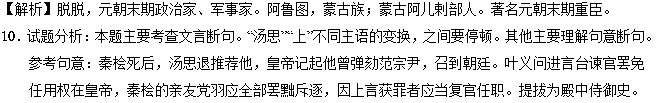 【解析】脱脱，元朝末期政治家、军事家。阿鲁图，蒙古族；蒙古阿儿剌部人。著名元朝末期重臣。
10．试题分析：本题主要考查文言断句。“汤思”“上”不同主语的变换，之间要停顿。其他主要理解句意断句。
参考句意：秦桧死后，汤思退推荐他，皇帝记起他曾弹劾范宗尹，召到朝廷。叶义问进言台谏官罢免
任用权在皇帝，秦桧的亲友党羽应全部罢黜斥逐，因上言获罪者应当复官任职。提拔为殿中侍御史。